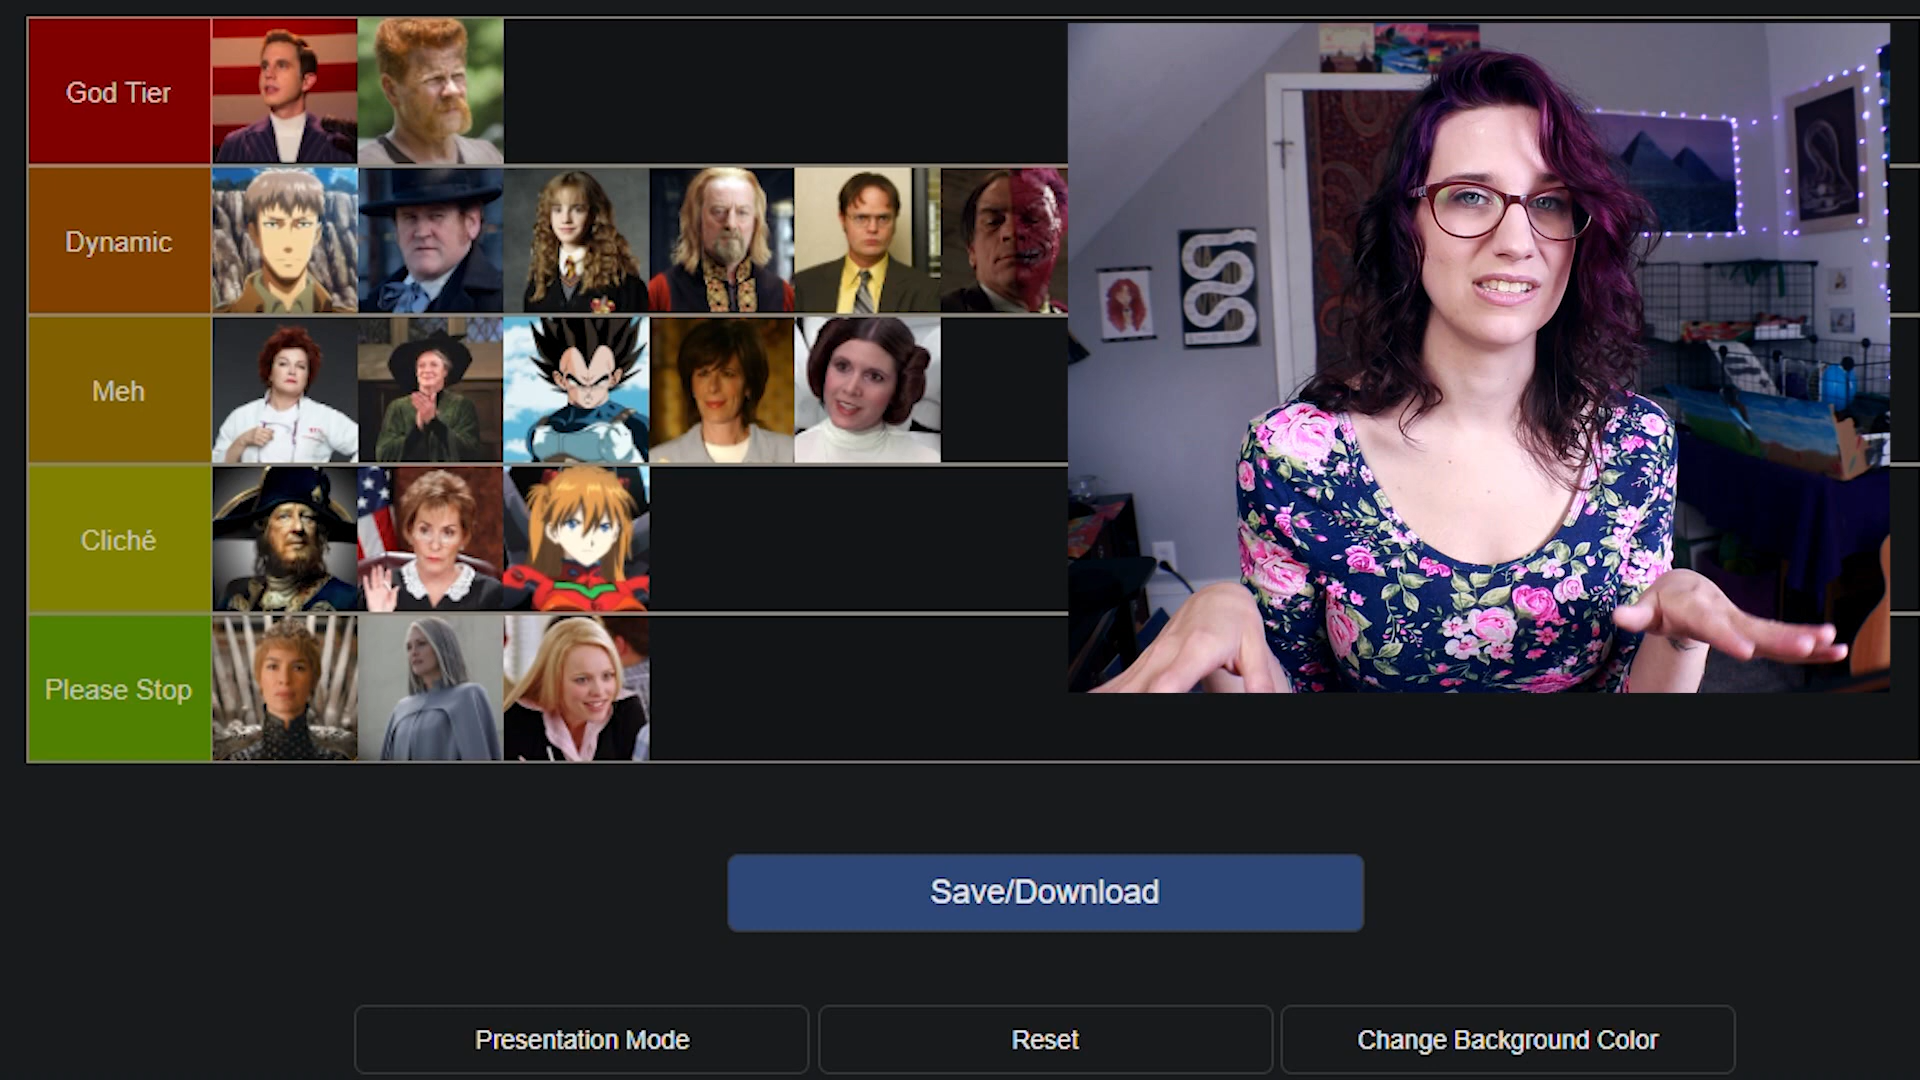 God Tier
Dynamic
Meh
Cliché
Please Stop
Save/Download
Presentation Mode
Reset
Change Background Color